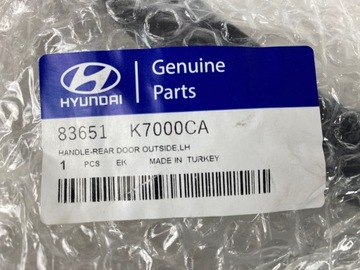 HYUNDAI
Genuine
Parts
83651 K7000CA
HANDLE-REAR DOOR OUTSIDE,LH
1 PCS EK MADE IN TURKEY